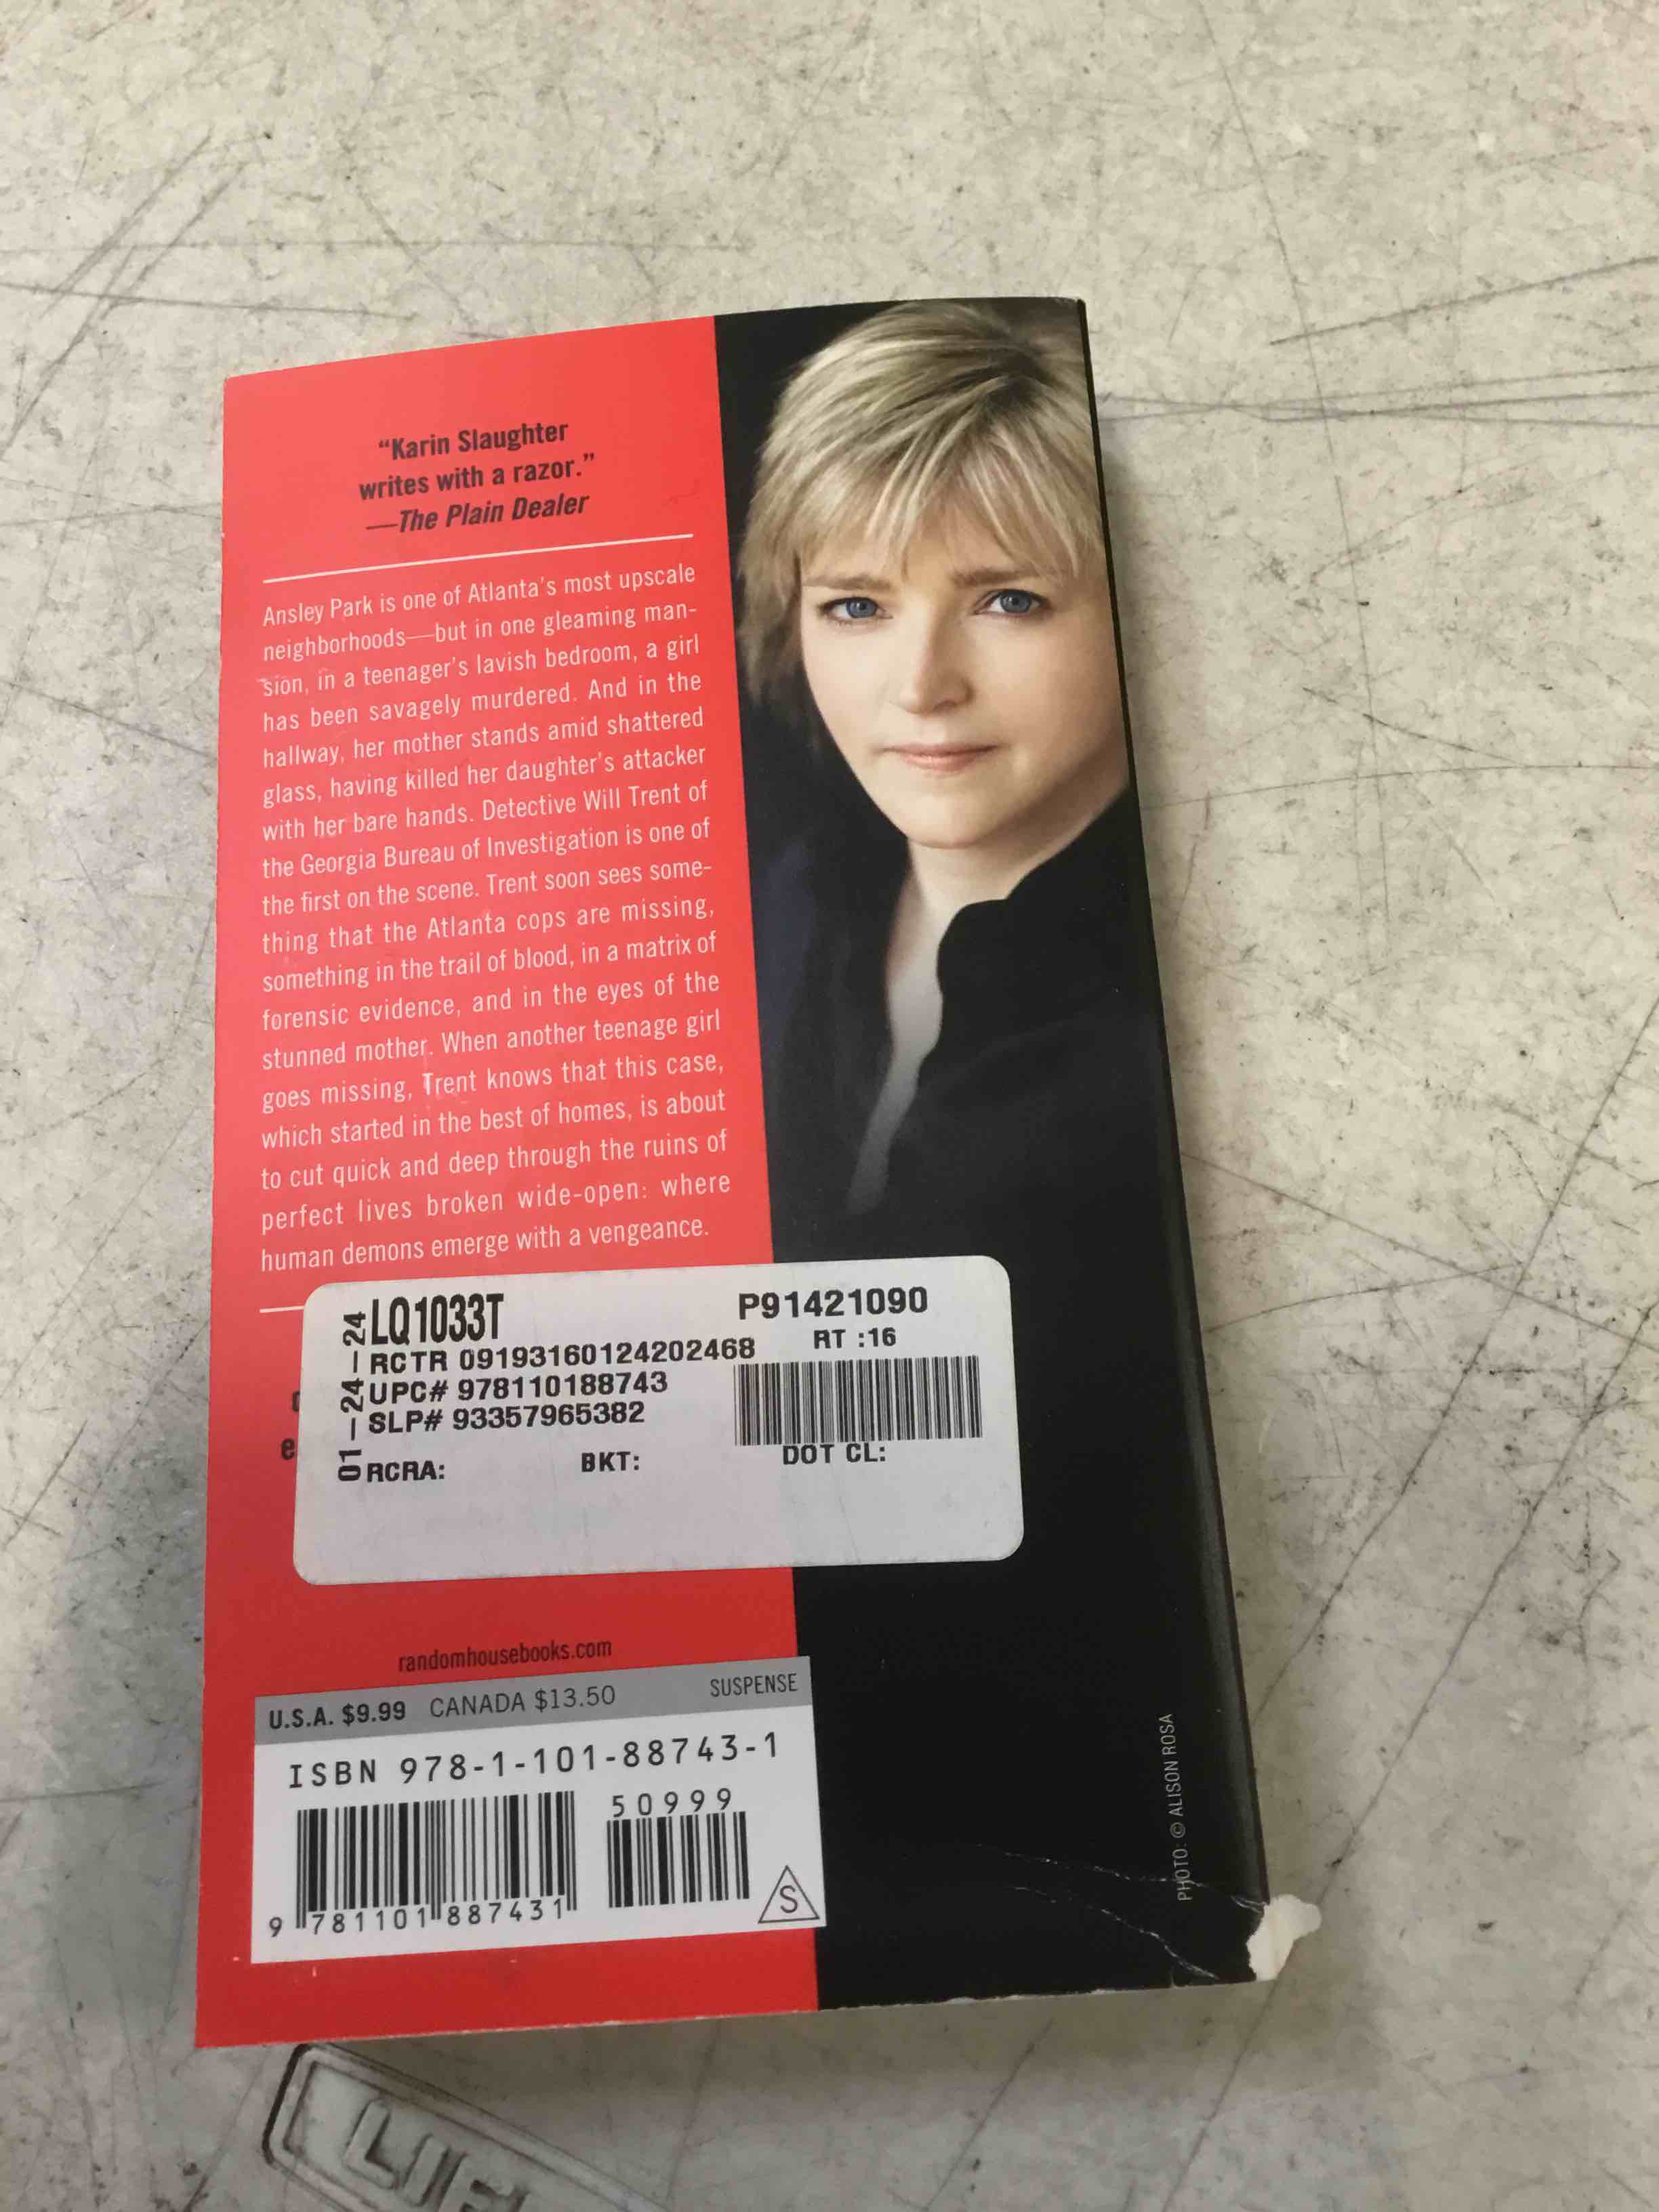 “Karin Slaughter
writes with a razor.”
—The Plain Dealer
Ansley Park is one of Atlanta's most upscale
neighborhoods—but in one gleaming man-
sion, in a teenager's lavish bedroom, a girl
has been savagely murdered. And in the
hallway, her mother stands amid shattered
glass, having killed her daughter's attacker
with her bare hands. Detective Will Trent of
the Georgia Bureau of Investigation is one of
the first on the scene. Trent soon sees some-
thing that the Atlanta cops are missing,
something in the trail of blood, in a matrix of
forensic evidence, and in the eyes of the
stunned mother. When another teenage girl
goes missing, Trent knows that this case,
which started in the best of homes, is about
to cut quick and deep through the ruins of
perfect lives broken wide-open: where
human demons emerge with a vengeance.
01-24-24
LQ1033T P91421090
RT :16
RCTR 09193160124202468
UPC# 978110188743
SLP# 93357965382
RCRA: BKT: DOT CL:
randomhousebooks.com
U.S.A. $9.99 CANADA $13.50 SUSPENSE
ISBN 978-1-101-88743-1
50999
9 781101 887431
S
PHOTO: © ALISON ROSA